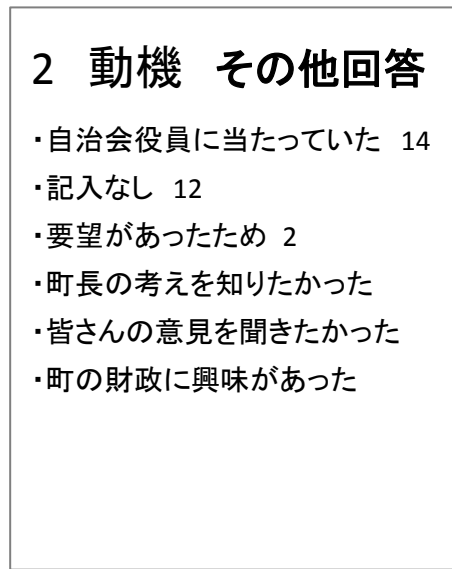 2　動機　その他回答
・自治会役員に当たっていた　14
・記入なし　12
・要望があったため　2
・町長の考えを知りたかった
・皆さんの意見を聞きたかった
・町の財政に興味があった